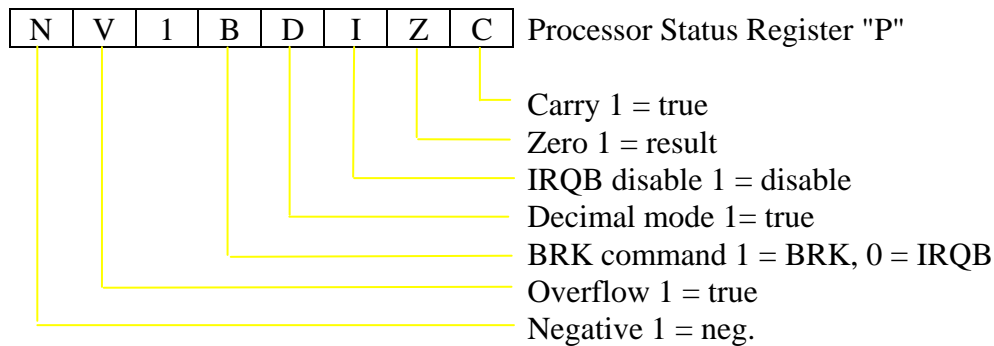 N V 1 B D I Z C Processor Status Register "P"
Carry 1 = true
Zero 1 = result
IRQB disable 1 = disable
Decimal mode 1= true
BRK command 1 = BRK, 0 = IRQB
Overflow 1 = true
Negative 1 = neg.